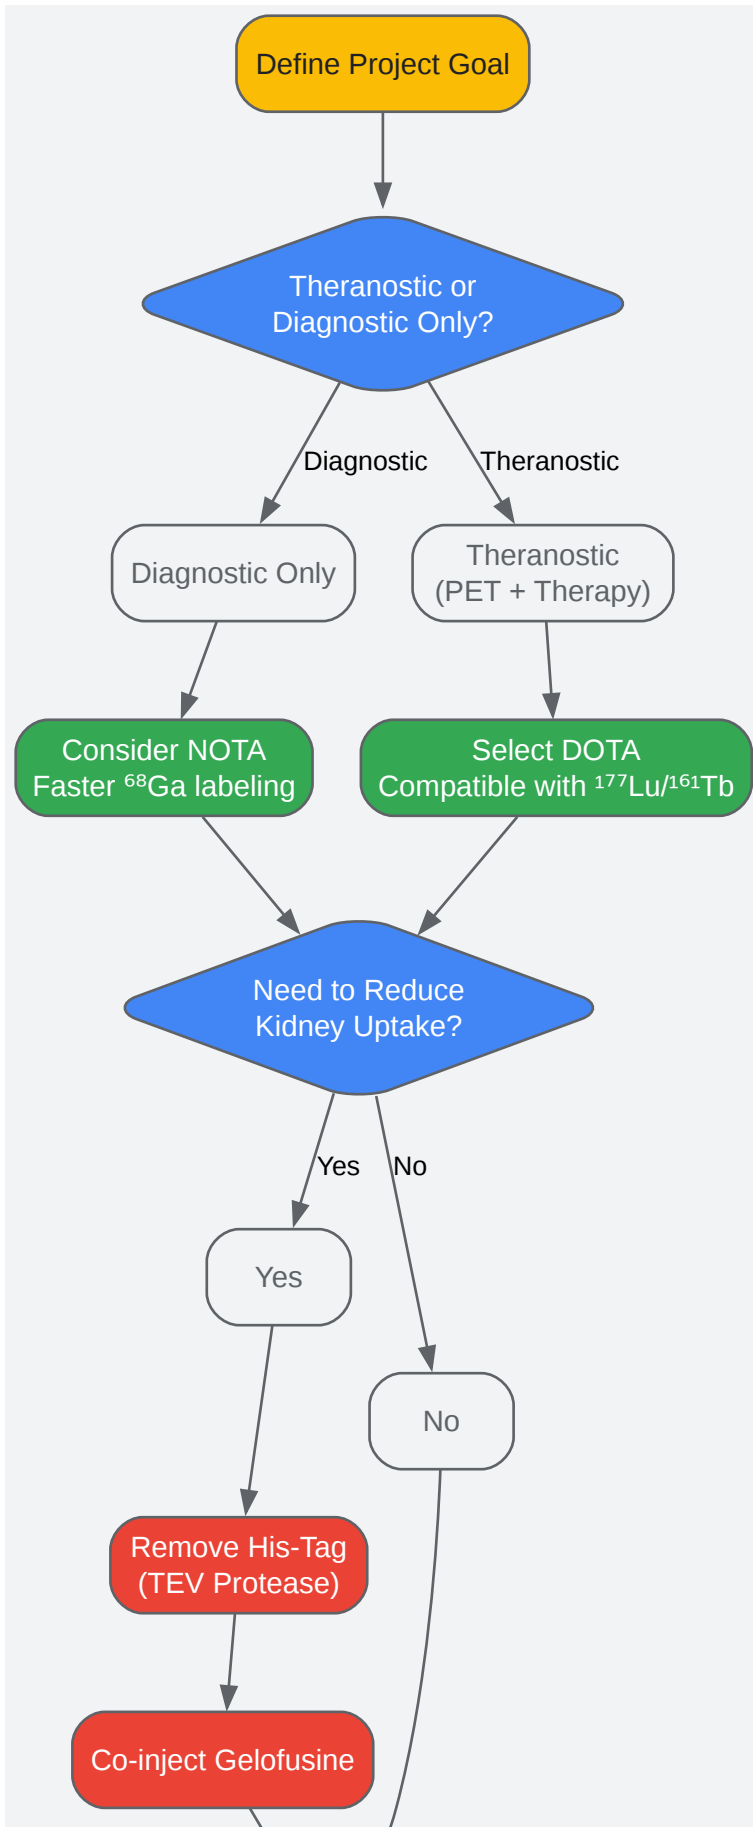 Define Project Goal
Theranostic or
Diagnostic Only?
Diagnostic
Theranostic
Diagnostic Only
Theranostic
(PET + Therapy)
Consider NOTA
Faster ⁶⁸Ga labeling
Select DOTA
Compatible with ¹⁷⁷Lu/¹⁶¹Tb
Need to Reduce
Kidney Uptake?
Yes
No
Yes
No
Remove His-Tag
(TEV Protease)
Co-inject Gelofusine